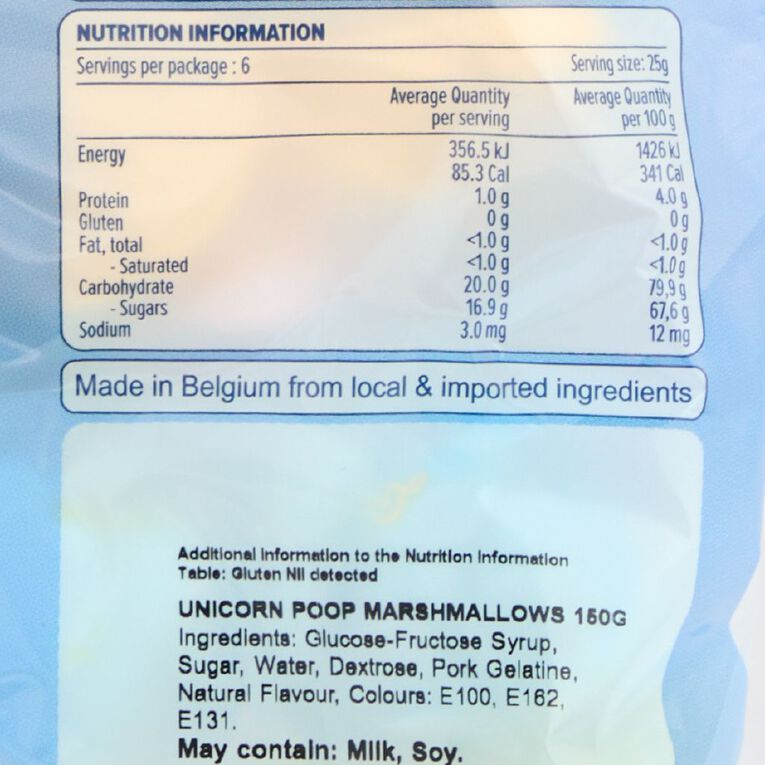 NUTRITION INFORMATION
Servings per package : 6 Serving size: 25g
Average Quantity Average Quantity
per serving per 100 g
Energy 356.5 kJ 1426 kJ
85.3 Cal 341 Cal
Protein 1.0 g 4.0 g
Gluten 0 g 0 g
Fat, total <1.0 g <1.0 g
- Saturated <1.0 g <1.0 g
Carbohydrate 20.0 g 79,9 g
- Sugars 16.9 g 67,6 g
Sodium 3.0 mg 12 mg
Made in Belgium from local & imported ingredients
Additional Information to the Nutrition Information
Table: Gluten Nil detected
UNICORN POOP MARSHMALLOWS 150G
Ingredients: Glucose-Fructose Syrup,
Sugar, Water, Dextrose, Pork Gelatine,
Natural Flavour, Colours: E100, E162,
E131.
May contain: Milk, Soy.